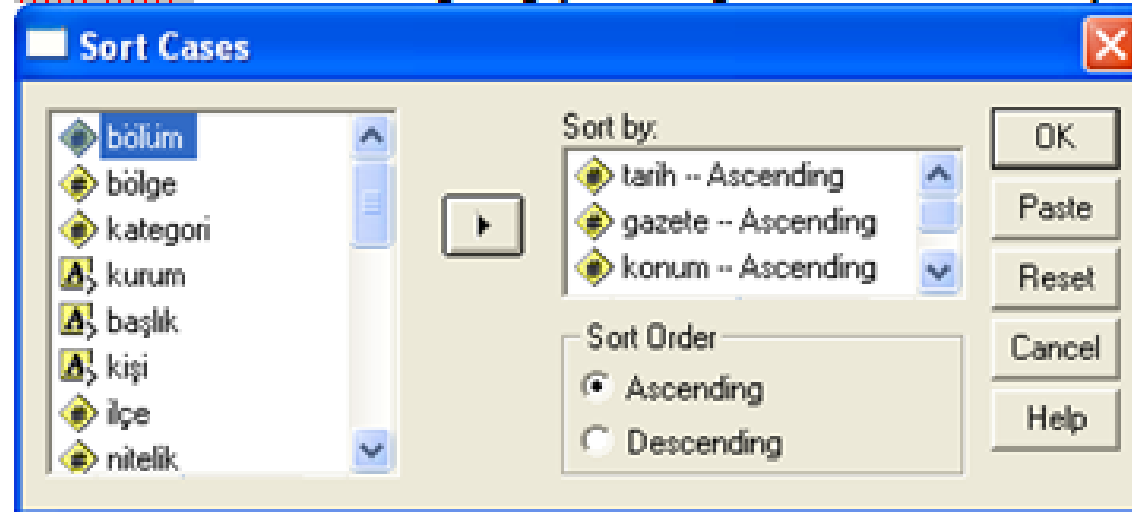 Sort Cases
bölüm
bölge
kategori
kurum
başlık
kişi
ilçe
nitelik
Sort by:
tarih -- Ascending
gazete -- Ascending
konum -- Ascending
Sort Order
Ascending
Descending
OK
Paste
Reset
Cancel
Help